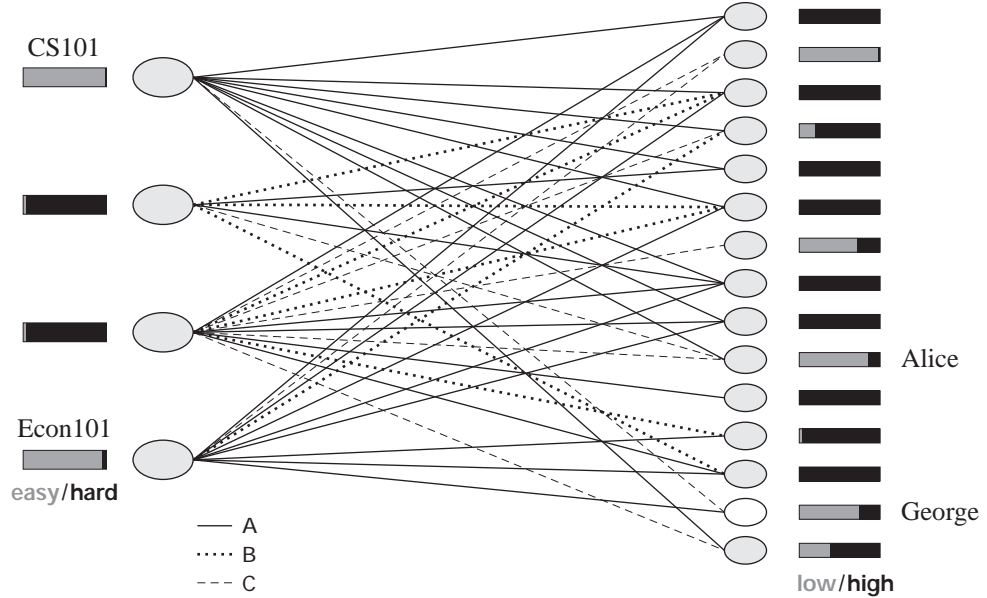 CS101
Econ101
easy/hard
A
B
C
Alice
George
low/high